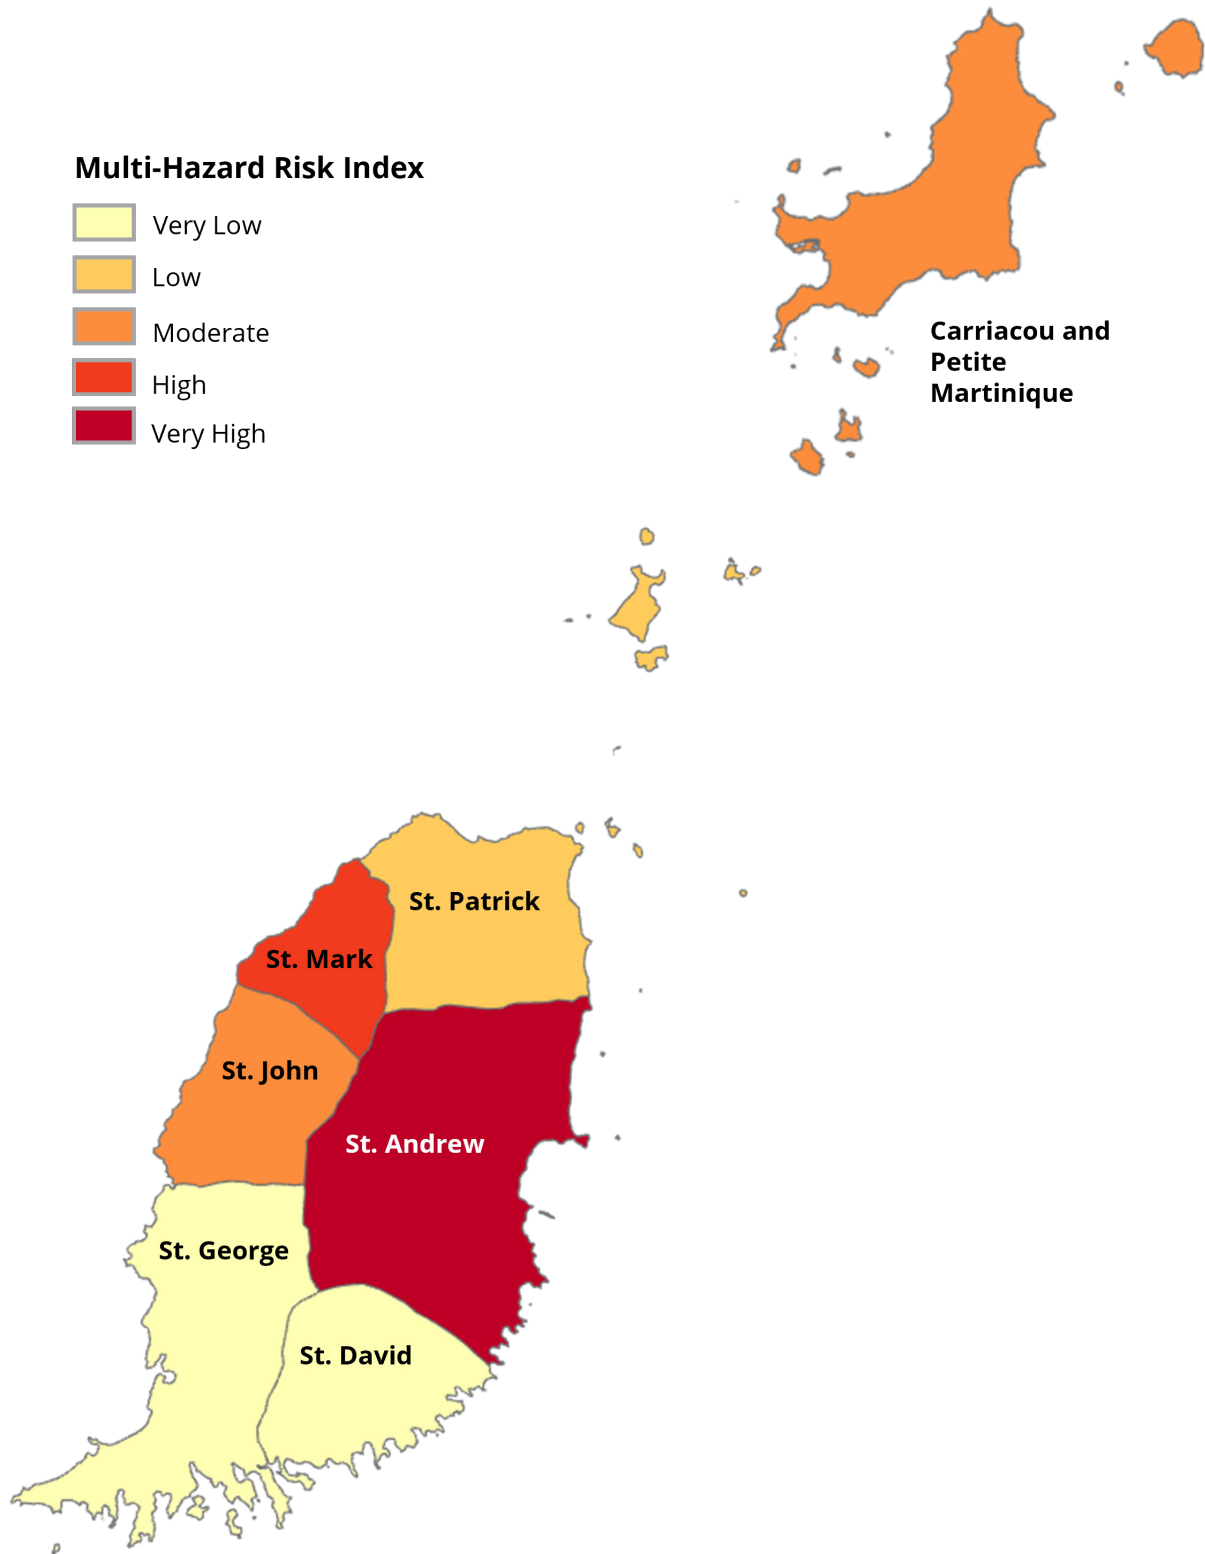 Multi-Hazard Risk Index
Very Low
Low
Moderate
High
Very High
Carriacou and
Petite
Martinique
St. Patrick
St. Mark
St. John
St. Andrew
St. George
St. David